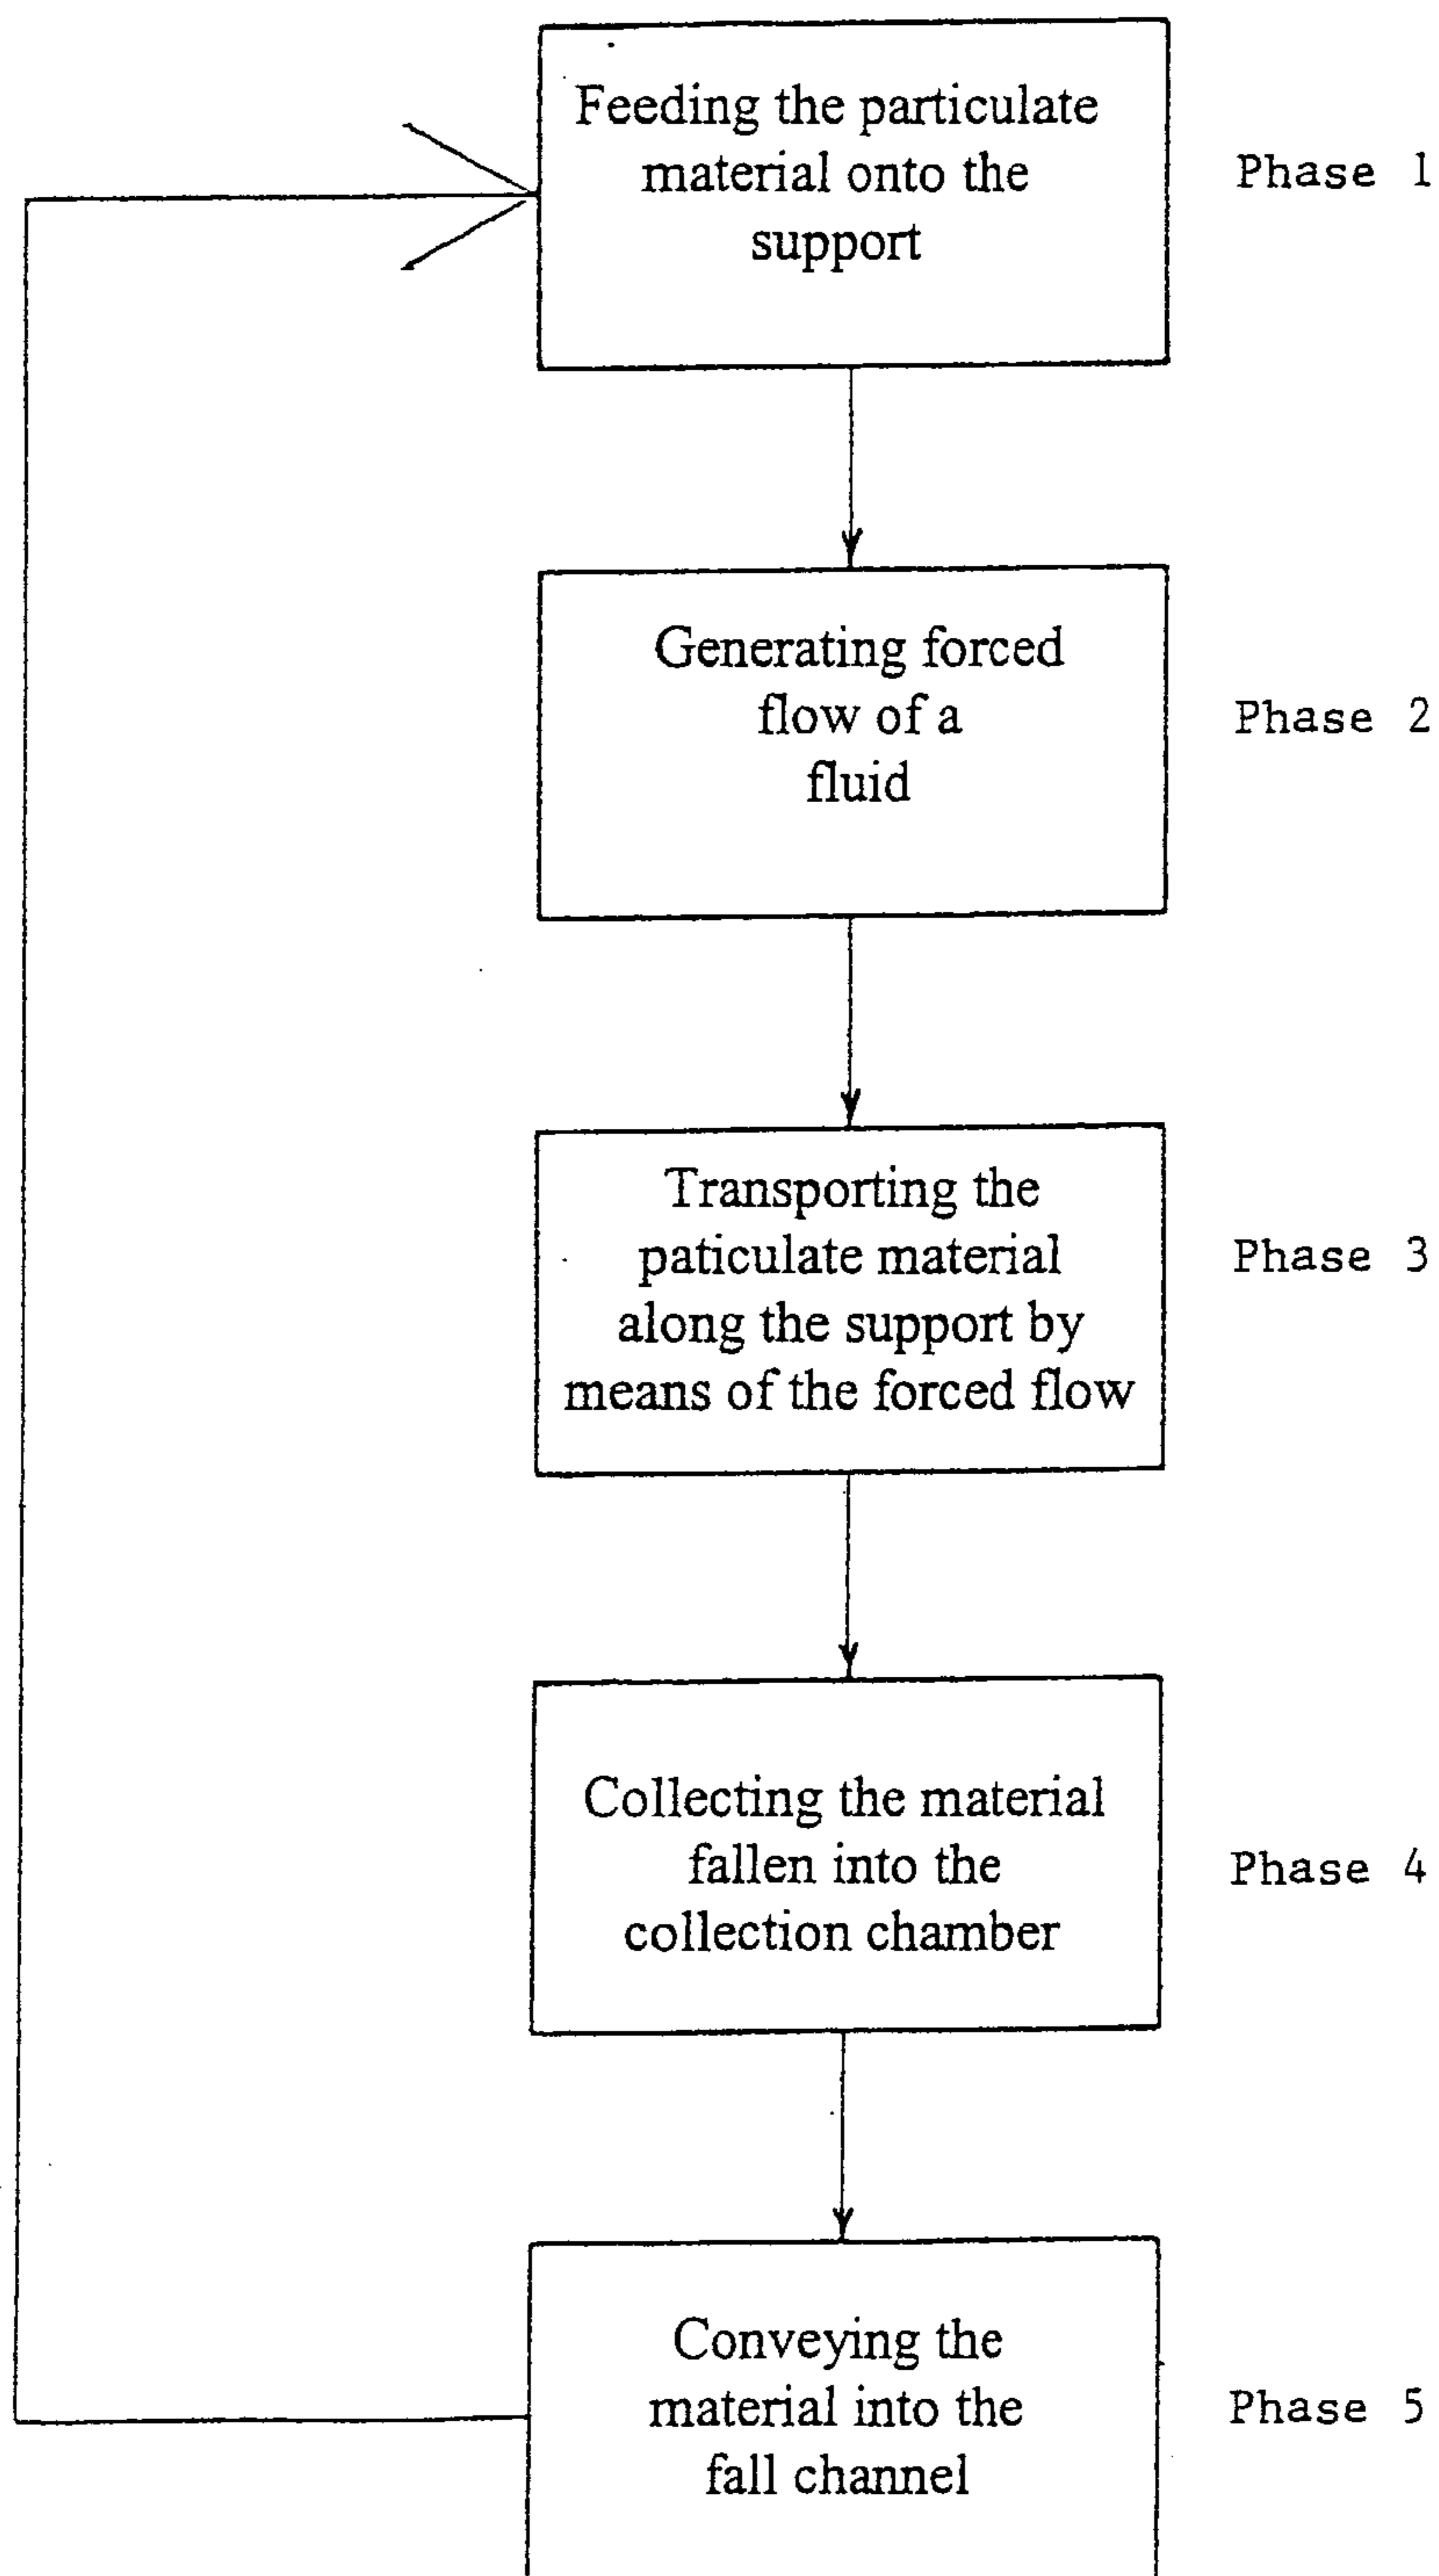 Feeding the particulate
material onto the
support
Phase 1
Generating forced
flow of a
fluid
Phase 2
Transporting the
paticulate material
along the support by
means of the forced flow
Phase 3
Collecting the material
fallen into the
collection chamber
Phase 4
Conveying the
material into the
fall channel
Phase 5